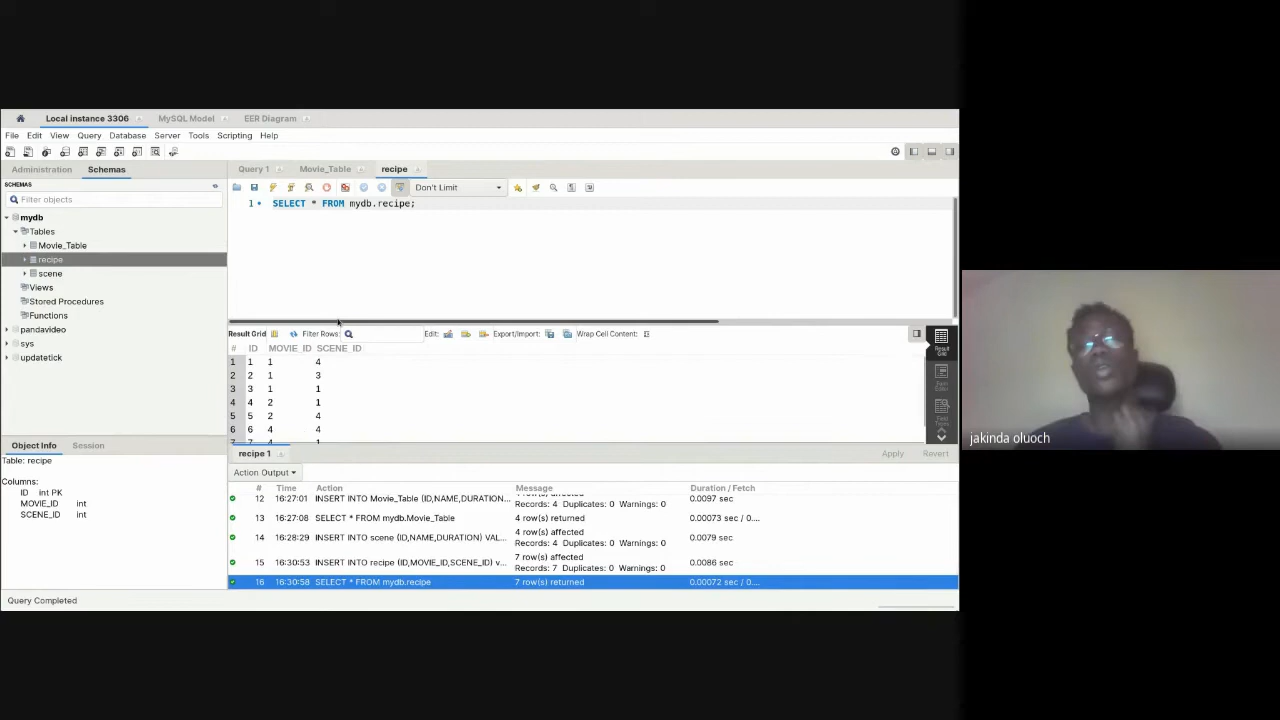 Local instance 3306 MySQL Model EER Diagram
File Edit View Query Database Server Tools Scripting Help
Administration Schemas Query 1 Movie_Table recipe
SCHEMAS
Filter objects
Don't Limit
mydb
Tables
Movie_Table
recipe
scene
Views
Stored Procedures
Functions
pandavideo
sys
updatetick
1 SELECT * FROM mydb.recipe;
Result Grid Filter Rows: Edit: Export/Import: Wrap Cell Content:
# ID MOVIE_ID SCENE_ID
1 1 1 4
2 2 1 3
3 3 1 1
4 4 2 1
5 5 2 4
6 6 4 4
7 7 4 1
Result
Grid
recipe 1 Apply Revert
Object Info Session
Table: recipe
Columns:
ID int PK
MOVIE_ID int
SCENE_ID int
Action Output
# Time Action Message Duration / Fetch
12 16:27:01 INSERT INTO Movie_Table (ID,NAME,DURATION... 4 row(s) affected 0.0097 sec
Records: 4 Duplicates: 0 Warnings: 0
13 16:27:08 SELECT * FROM mydb.Movie_Table 4 row(s) returned 0.00073 sec / 0....
14 16:28:29 INSERT INTO scene (ID,NAME,DURATION) VAL... 4 row(s) affected 0.0079 sec
Records: 4 Duplicates: 0 Warnings: 0
15 16:30:53 INSERT INTO recipe (ID,MOVIE_ID,SCENE_ID) v... 7 row(s) affected 0.0086 sec
Records: 7 Duplicates: 0 Warnings: 0
16 16:30:58 SELECT * FROM mydb.recipe 7 row(s) returned 0.00072 sec / 0....
Query Completed
jakinda oluoch